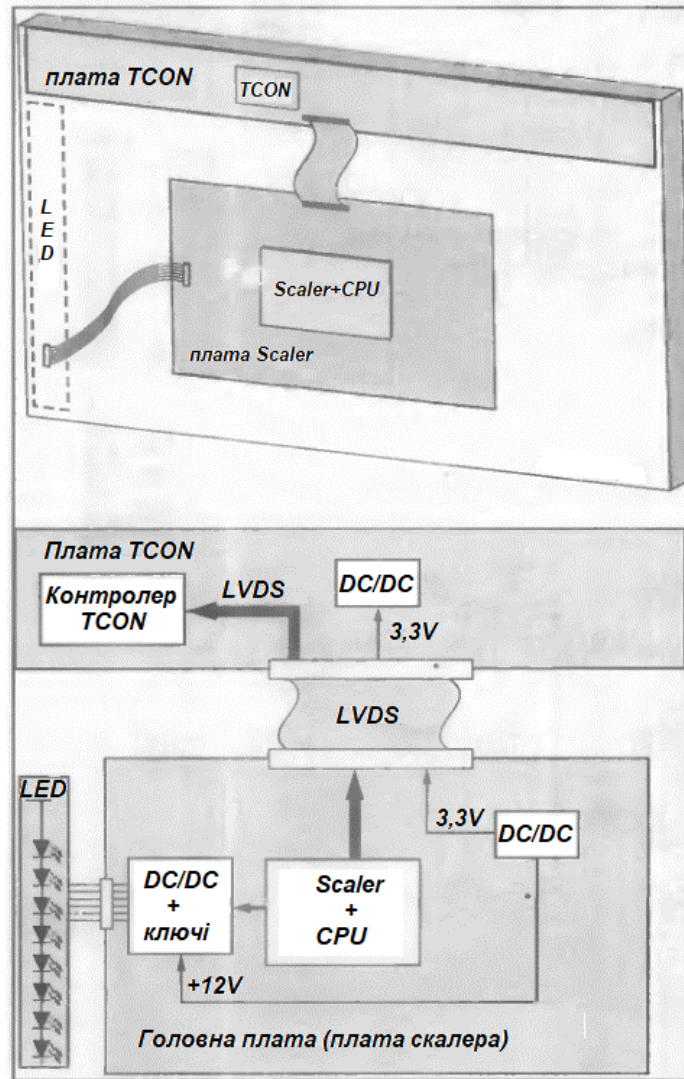 плата TCON
TCON
L
E
D
Scaler+CPU
плата Scaler
Плата TCON
Контролер
TCON
LVDS
DC/DC
3,3V
LVDS
LED
3,3V
DC/DC
DC/DC
+
ключі
Scaler
+
CPU
+12V
Головна плата (плата скалера)